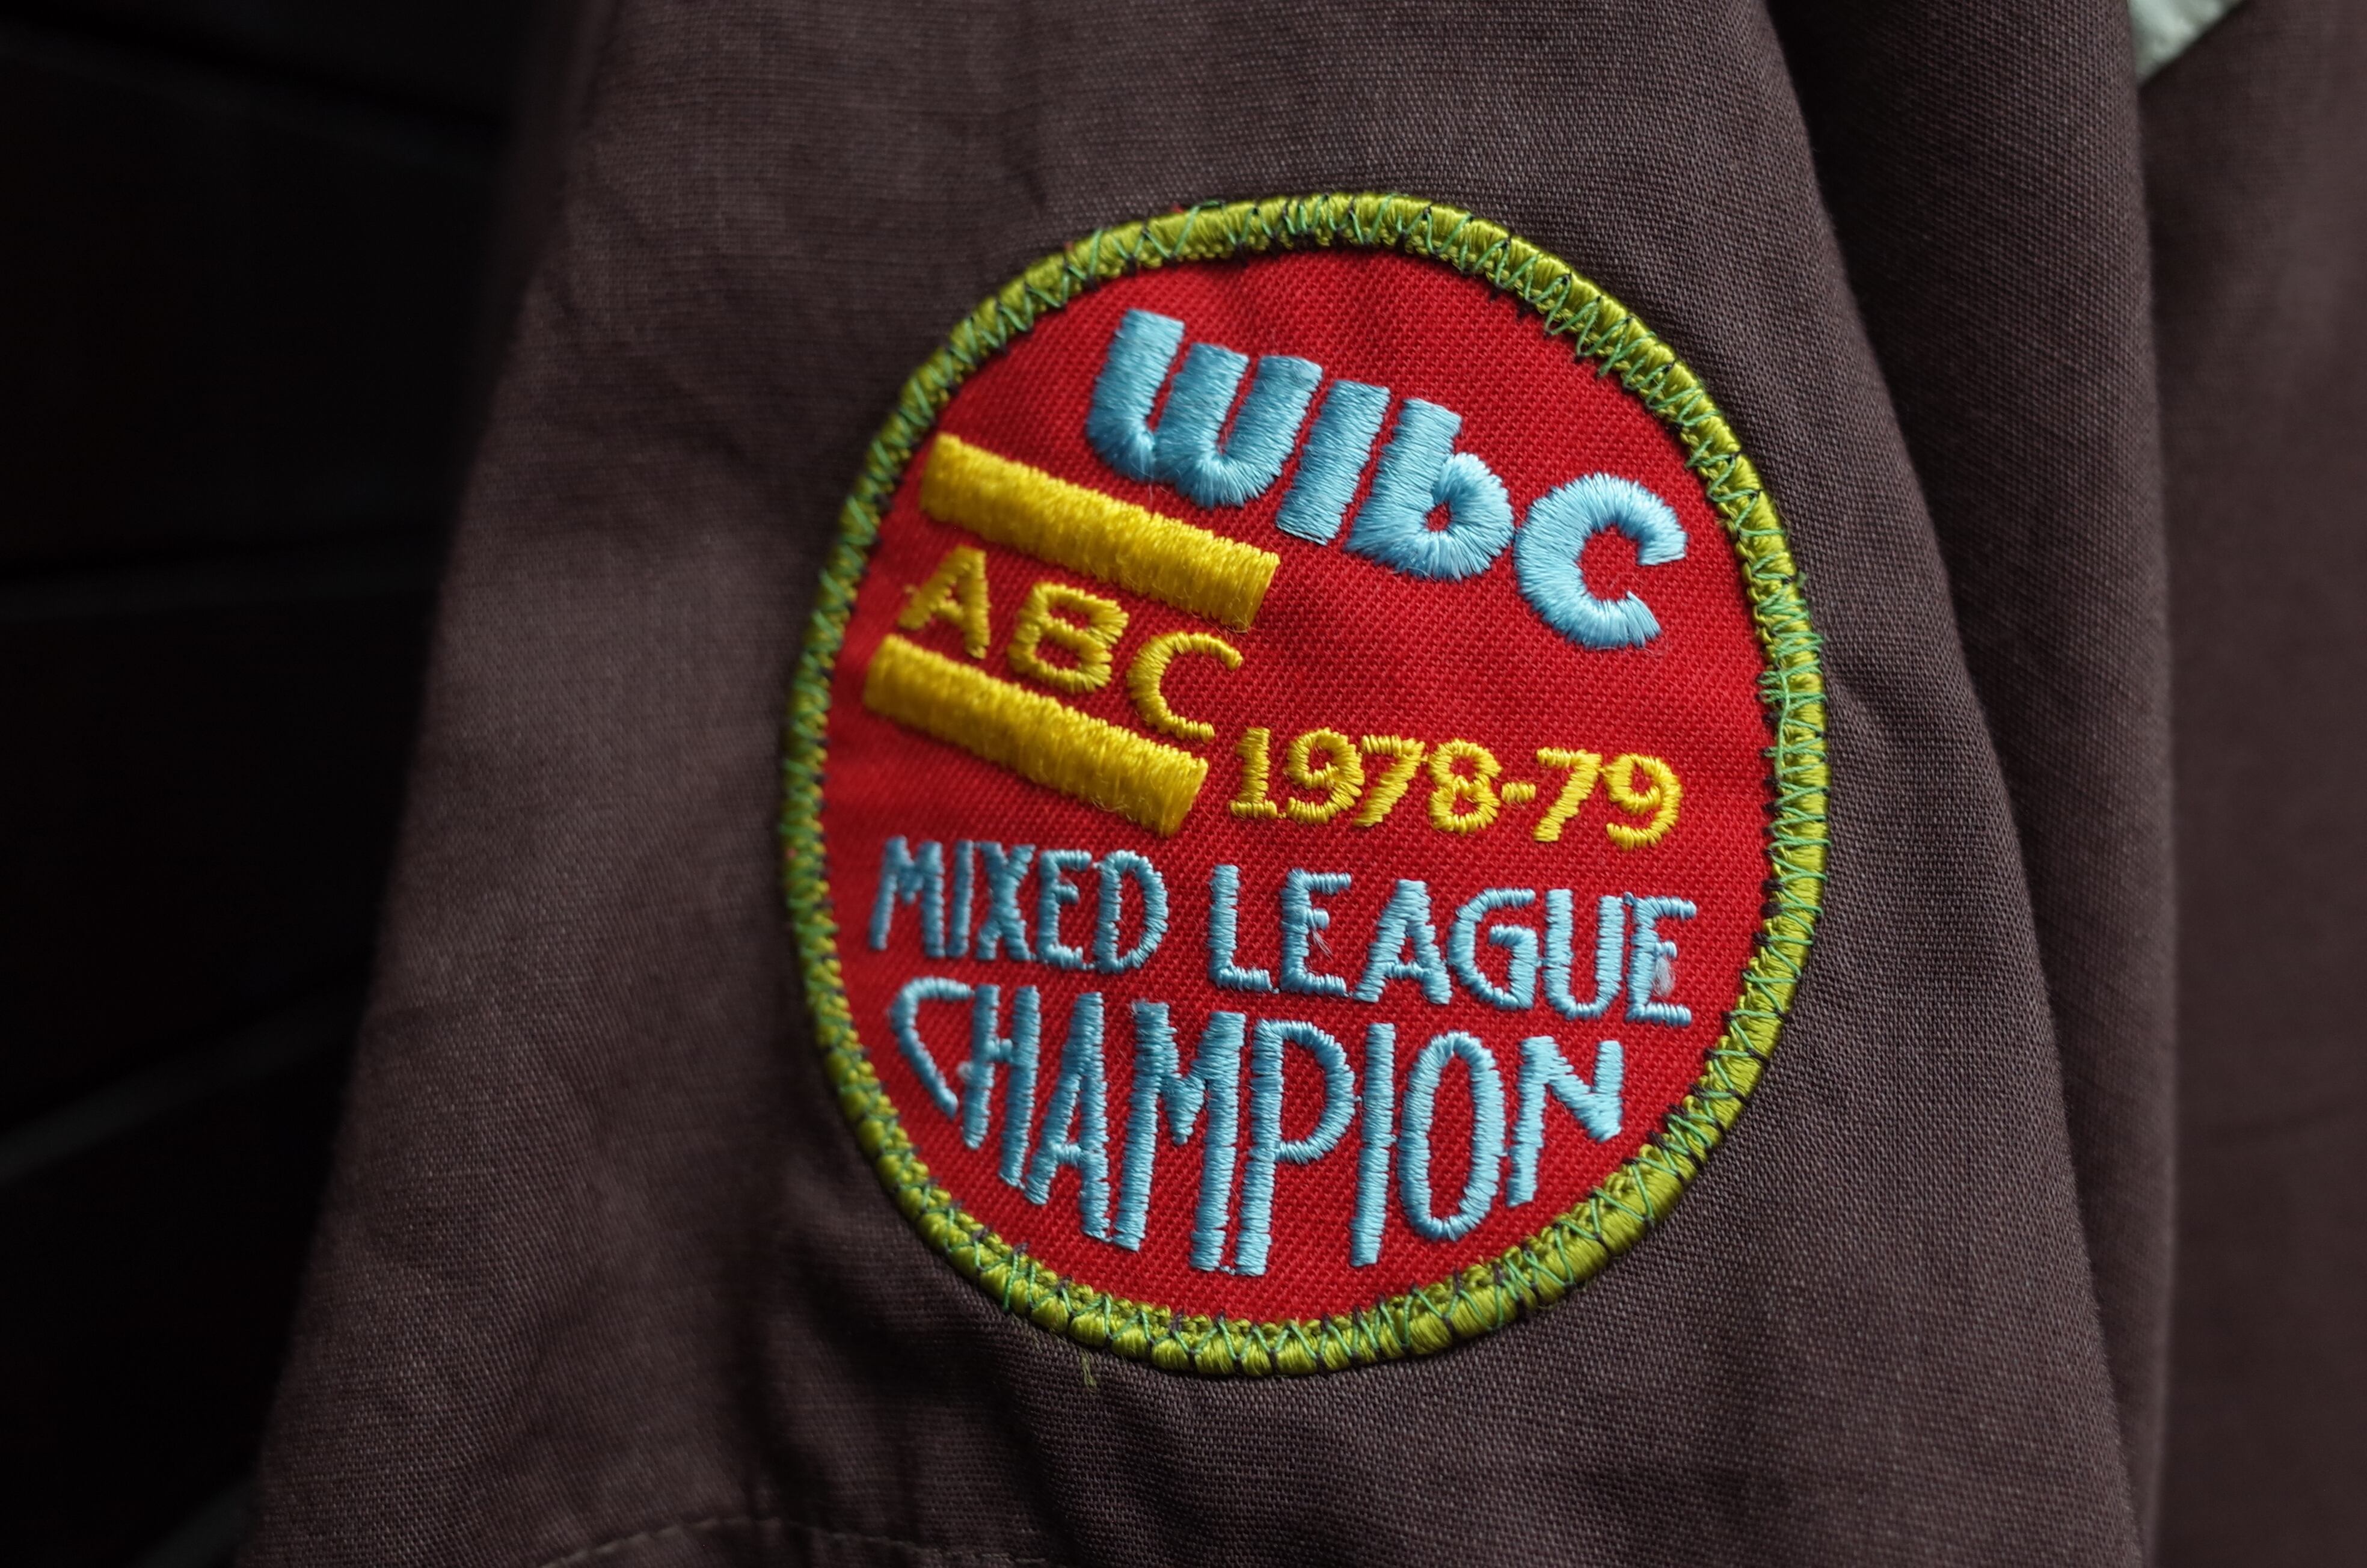 WIbC
ABC
1978-79
MIXED LEAGUE
CHAMPION